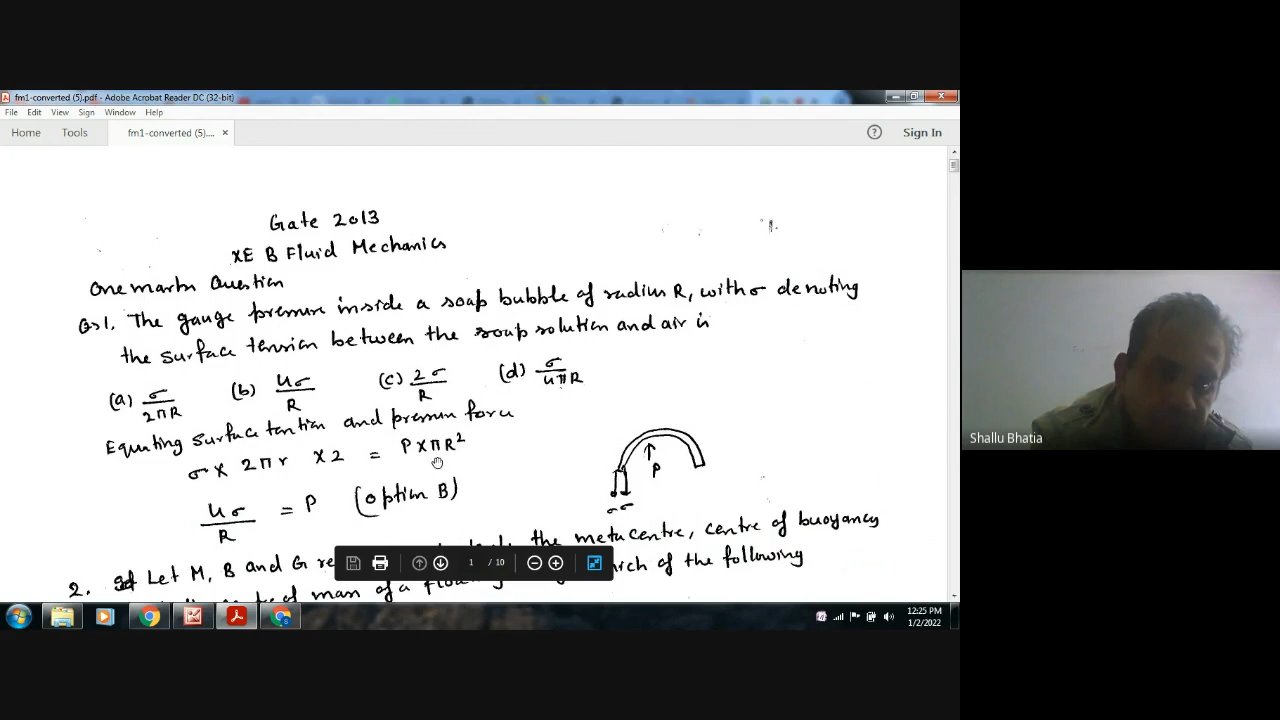 fm1-converted (5).pdf - Adobe Acrobat Reader DC (32-bit)
File Edit View Sign Window Help
Home Tools fm1-converted (5).... × ? Sign In
Gate 2013
XE B Fluid Mechanics
One marks Question
Qs1. The gauge pressure inside a soap bubble of radius R, with σ denoting
the surface tension between the soap solution and air is
(a) σ/2πR (b) 4σ/R (c) 2σ/R (d) σ/4πR
Equating surface tention and pressure force
σ × 2πr × 2 = P×πR²
4σ/R = P (option B)
P
σ σ
2. Let M, B and G the metacentre, centre of buoyancy
of a which of the following
1 / 10
Shallu Bhatia
12:25 PM
1/2/2022